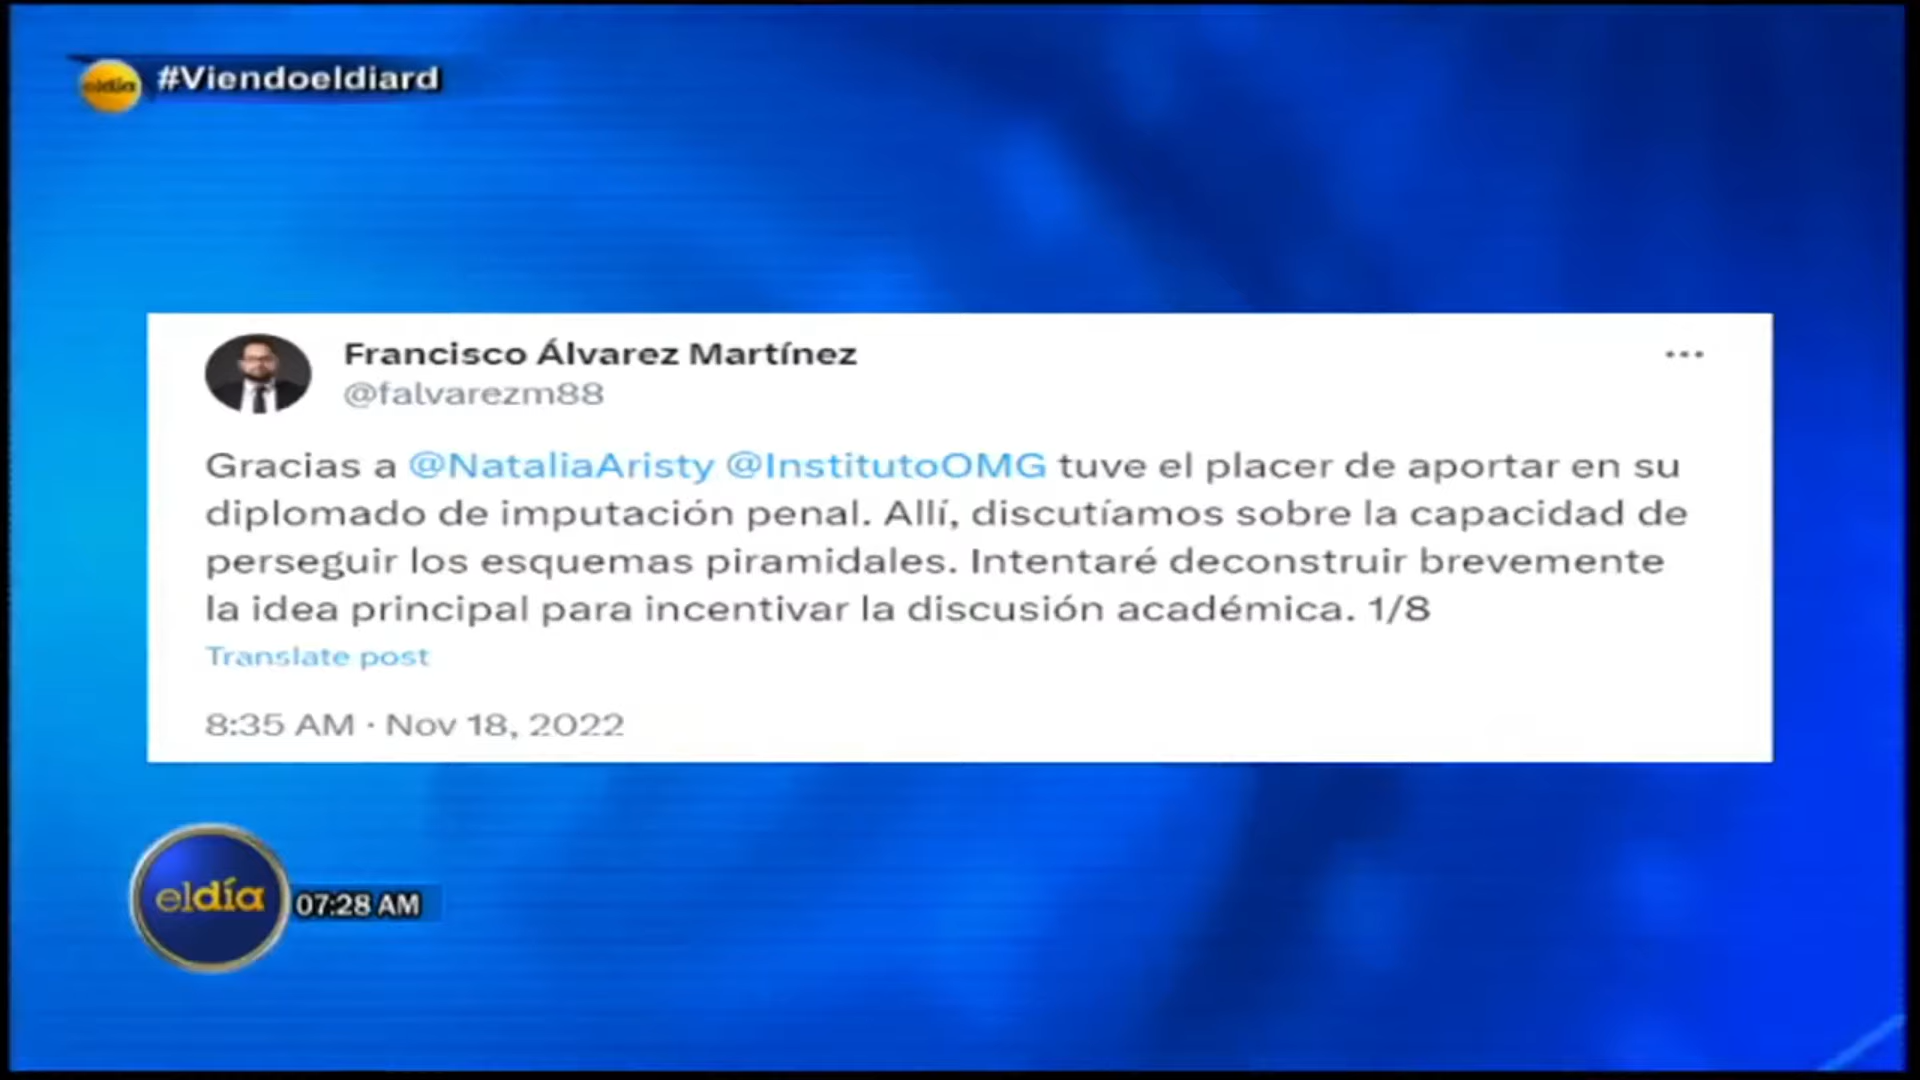 eldía
#Viendoeldiard
Francisco Álvarez Martínez
@falvarezm88
Gracias a @NataliaAristy @InstitutoOMG tuve el placer de aportar en su
diplomado de imputación penal. Allí, discutíamos sobre la capacidad de
perseguir los esquemas piramidales. Intentaré deconstruir brevemente
la idea principal para incentivar la discusión académica. 1/8
Translate post
8:35 AM · Nov 18, 2022
eldía
07:28 AM